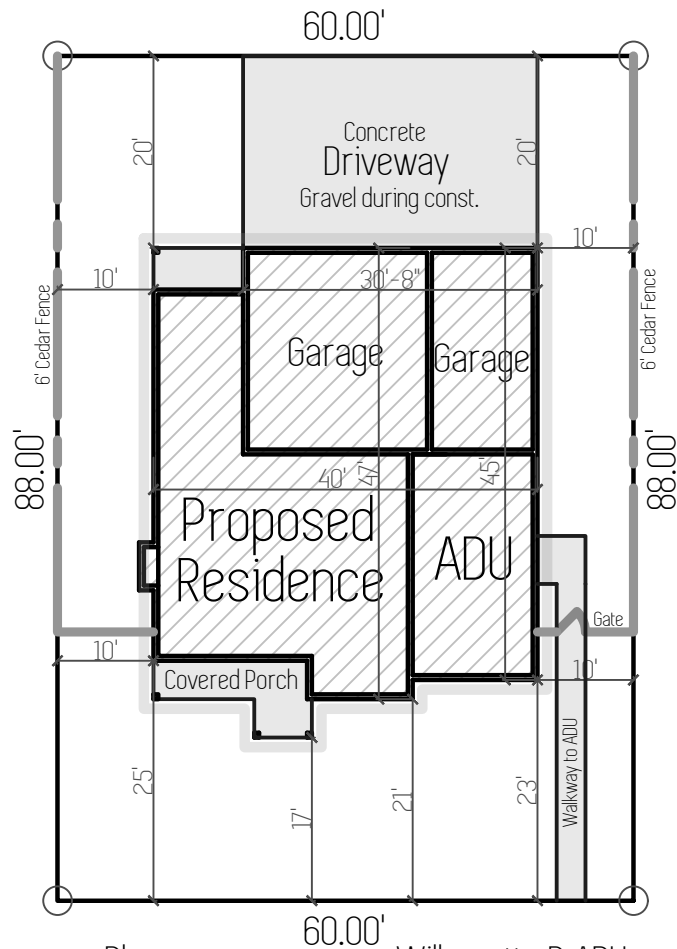 60.00'
20'
Concrete
Driveway
Gravel during const.
20'
10'
10'
30'-8"
6' Cedar Fence
6' Cedar Fence
Garage
Garage
88.00'
88.00'
40'
47'
45'
Proposed
Residence
ADU
Gate
10'
Covered Porch
10'
25'
17'
21'
23'
Walkway to ADU
60.00'